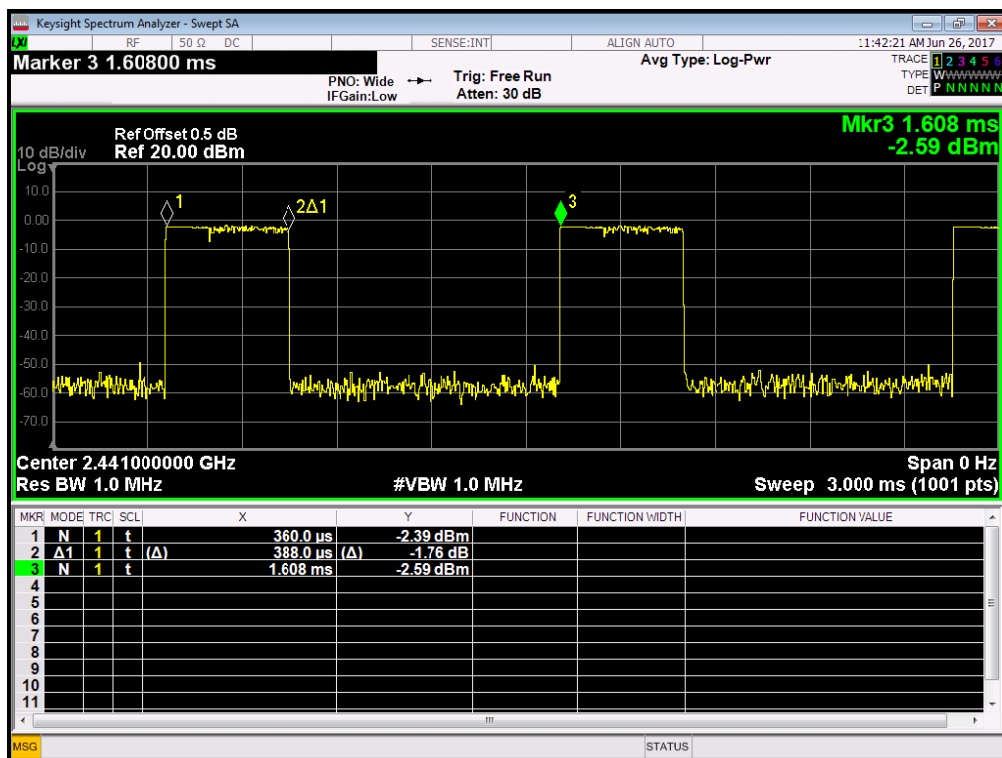 Keysight Spectrum Analyzer - Swept SA
LXI RF 50 Ω DC SENSE:INT ALIGN AUTO 11:42:21 AM Jun 26, 2017
Marker 3 1.60800 ms Avg Type: Log-Pwr TRACE 1 2 3 4 5 6
PNO: Wide Trig: Free Run TYPE WWWWWW
IFGain:Low Atten: 30 dB DET P N N N N N
Mkr3 1.608 ms
-2.59 dBm
Ref Offset 0.5 dB
10 dB/div Ref 20.00 dBm
Log
10.0
0.00
-10.0
-20.0
-30.0
-40.0
-50.0
-60.0
-70.0
1
2Δ1
3
Center 2.441000000 GHz Span 0 Hz
Res BW 1.0 MHz #VBW 1.0 MHz Sweep 3.000 ms (1001 pts)
MKR MODE TRC SCL X Y FUNCTION FUNCTION WIDTH FUNCTION VALUE
1 N 1 t 360.0 µs -2.39 dBm
2 Δ1 1 t (Δ) 388.0 µs (Δ) -1.76 dB
3 N 1 t 1.608 ms -2.59 dBm
4
5
6
7
8
9
10
11
MSG STATUS